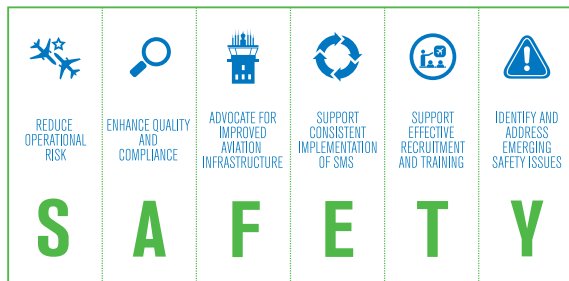 REDUCE
OPERATIONAL
RISK
ENHANCE QUALITY
AND
COMPLIANCE
ADVOCATE FOR
IMPROVED
AVIATION
INFRASTRUCTURE
SUPPORT
CONSISTENT
IMPLEMENTATION
OF SMS
SUPPORT
EFFECTIVE
RECRUITMENT
AND TRAINING
IDENTIFY AND
ADDRESS
EMERGING
SAFETY ISSUES
S A F E T Y